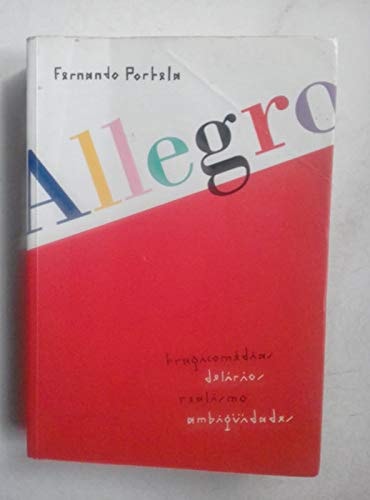 Fernando Portela
Allegro
tragicomédias
delírios
realismo
ambigüidades